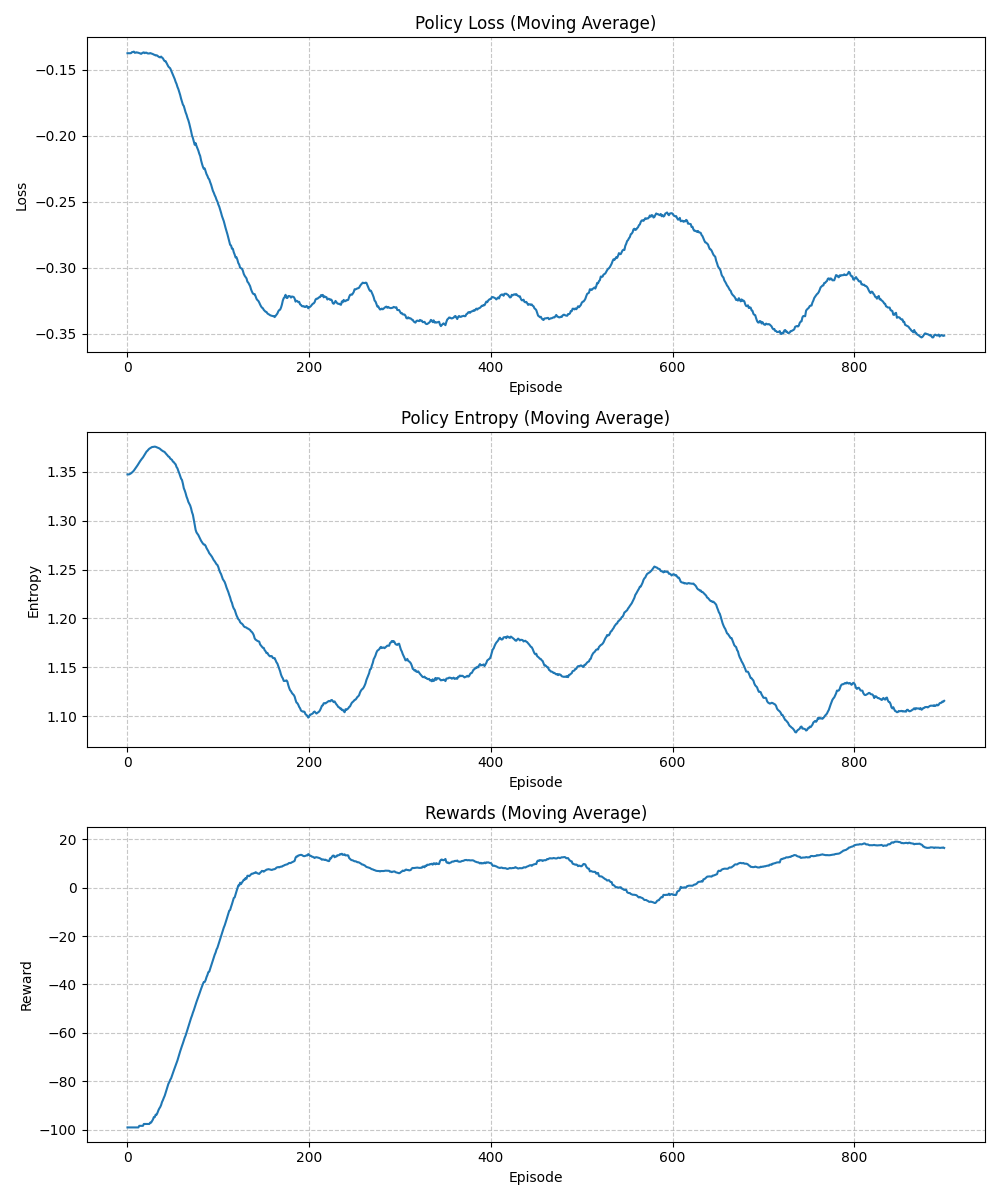 Policy Loss (Moving Average)
−0.15
−0.20
−0.25
−0.30
−0.35
Loss
0 200 400 600 800
Episode
Policy Entropy (Moving Average)
1.35
1.30
1.25
1.20
1.15
1.10
Entropy
0 200 400 600 800
Episode
Rewards (Moving Average)
20
0
−20
−40
−60
−80
−100
Reward
0 200 400 600 800
Episode